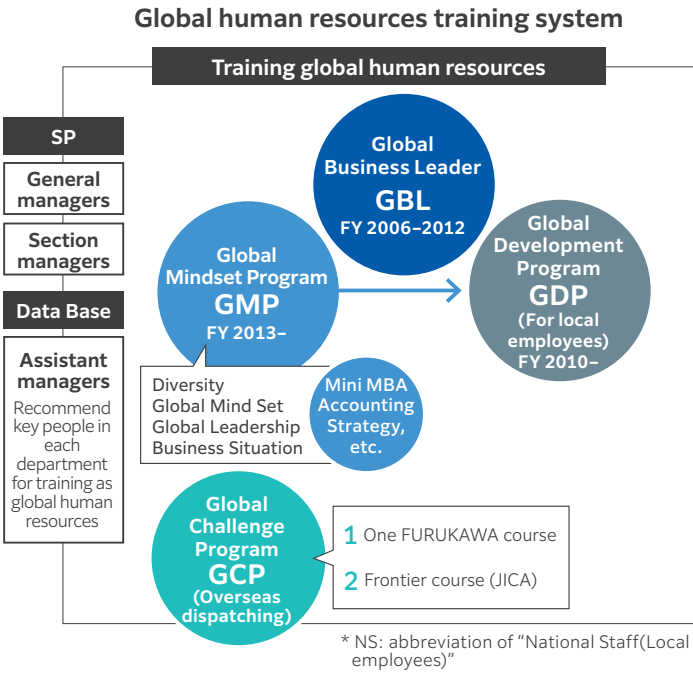 Global human resources training system
Training global human resources
SP
General
managers
Section
managers
Data Base
Assistant
managers
Recommend
key people in
each
department
for training as
global human
resources
Global
Business Leader
GBL
FY 2006–2012
Global
Mindset Program
GMP
FY 2013–
Global
Development
Program
GDP
(For local
employees)
FY 2010–
Diversity
Global Mind Set
Global Leadership
Business Situation
Mini MBA
Accounting
Strategy,
etc.
Global
Challenge
Program
GCP
(Overseas
dispatching)
1 One FURUKAWA course
2 Frontier course (JICA)
* NS: abbreviation of “National Staff(Local
employees)”